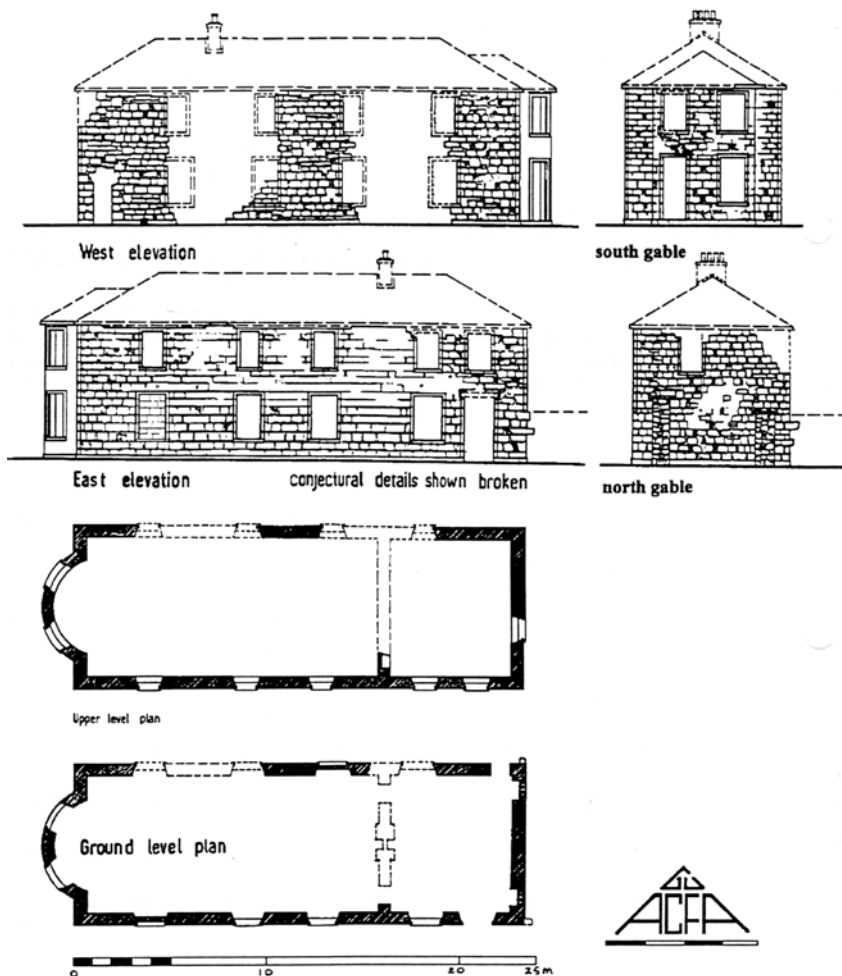 West elevation
south gable
East elevation
conjectural details shown broken
north gable
Upper level plan
Ground level plan
GU
ACFA
0 10 20 25m